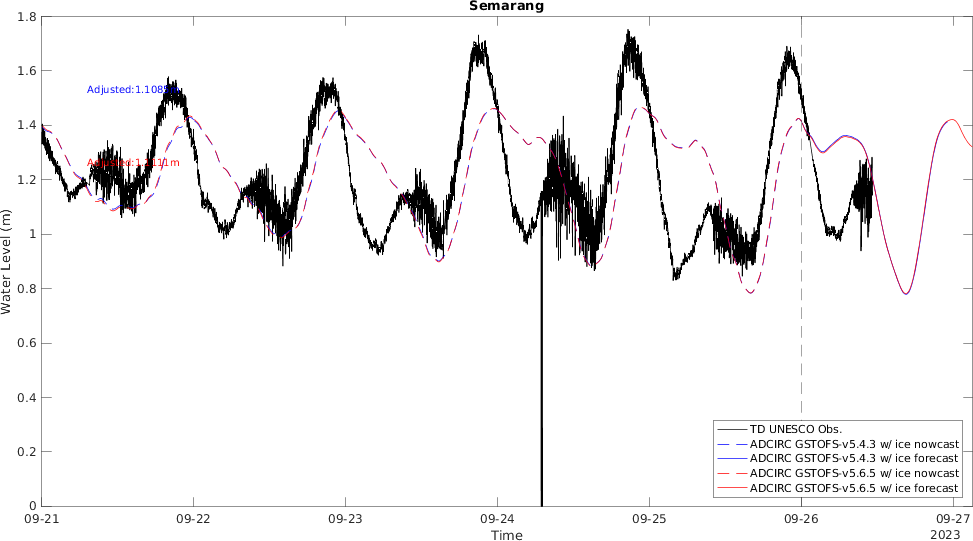 Semarang
1.8
1.6
1.4
1.2
1
0.8
0.6
0.4
0.2
0
Water Level (m)
Adjusted:1.1085m
Adjusted:1.1111m
TD UNESCO Obs.
ADCIRC GSTOFS-v5.4.3 w/ ice nowcast
ADCIRC GSTOFS-v5.4.3 w/ ice forecast
ADCIRC GSTOFS-v5.6.5 w/ ice nowcast
ADCIRC GSTOFS-v5.6.5 w/ ice forecast
09-21 09-22 09-23 09-24 09-25 09-26 09-27
Time
2023